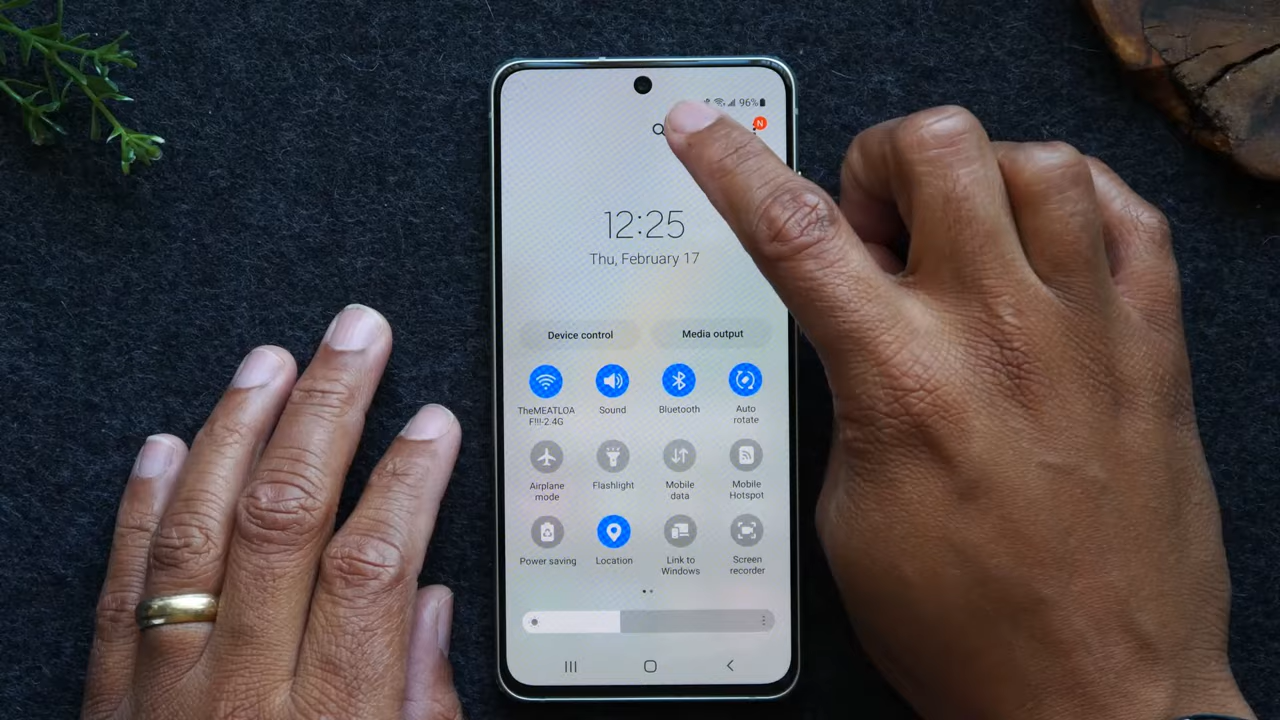 96%
N
12:25
Thu, February 17
Device control Media output
TheMEATLOA Sound Bluetooth Auto
F!!!-2.4G rotate
Airplane Flashlight Mobile Mobile
mode data Hotspot
Power saving Location Link to Screen
Windows recorder